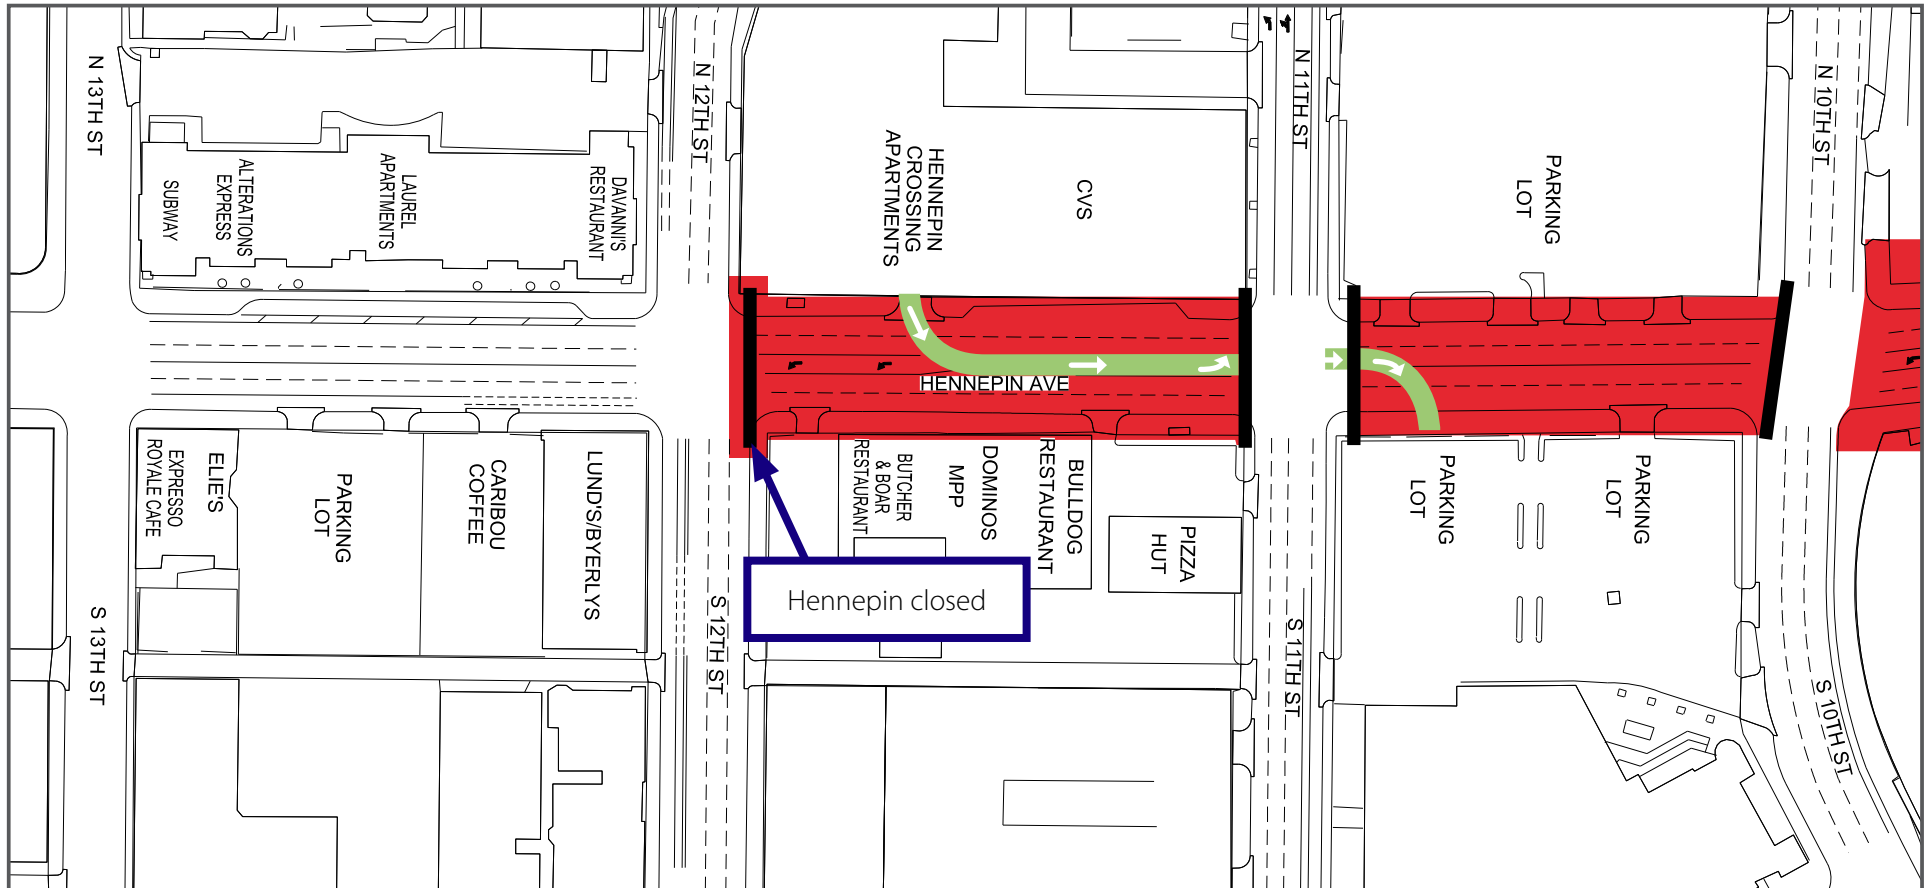 N 13TH ST
N 12TH ST
N 11TH ST
N 10TH ST
SUBWAY
ALTERATIONS
EXPRESS
LAUREL
APARTMENTS
DAVANNI'S
RESTAURANT
HENNEPIN
CROSSING
APARTMENTS
CVS
PARKING
LOT
HENNEPIN AVE
EXPRESSO
ROYALE CAFE
ELIE'S
PARKING
LOT
CARIBOU
COFFEE
LUND'S/BYERLYS
BUTCHER
& BOAR
RESTAURANT
MPP
DOMINOS
BULLDOG
RESTAURANT
PIZZA
HUT
PARKING
LOT
PARKING
LOT
Hennepin closed
S 13TH ST
S 12TH ST
S 11TH ST
S 10TH ST